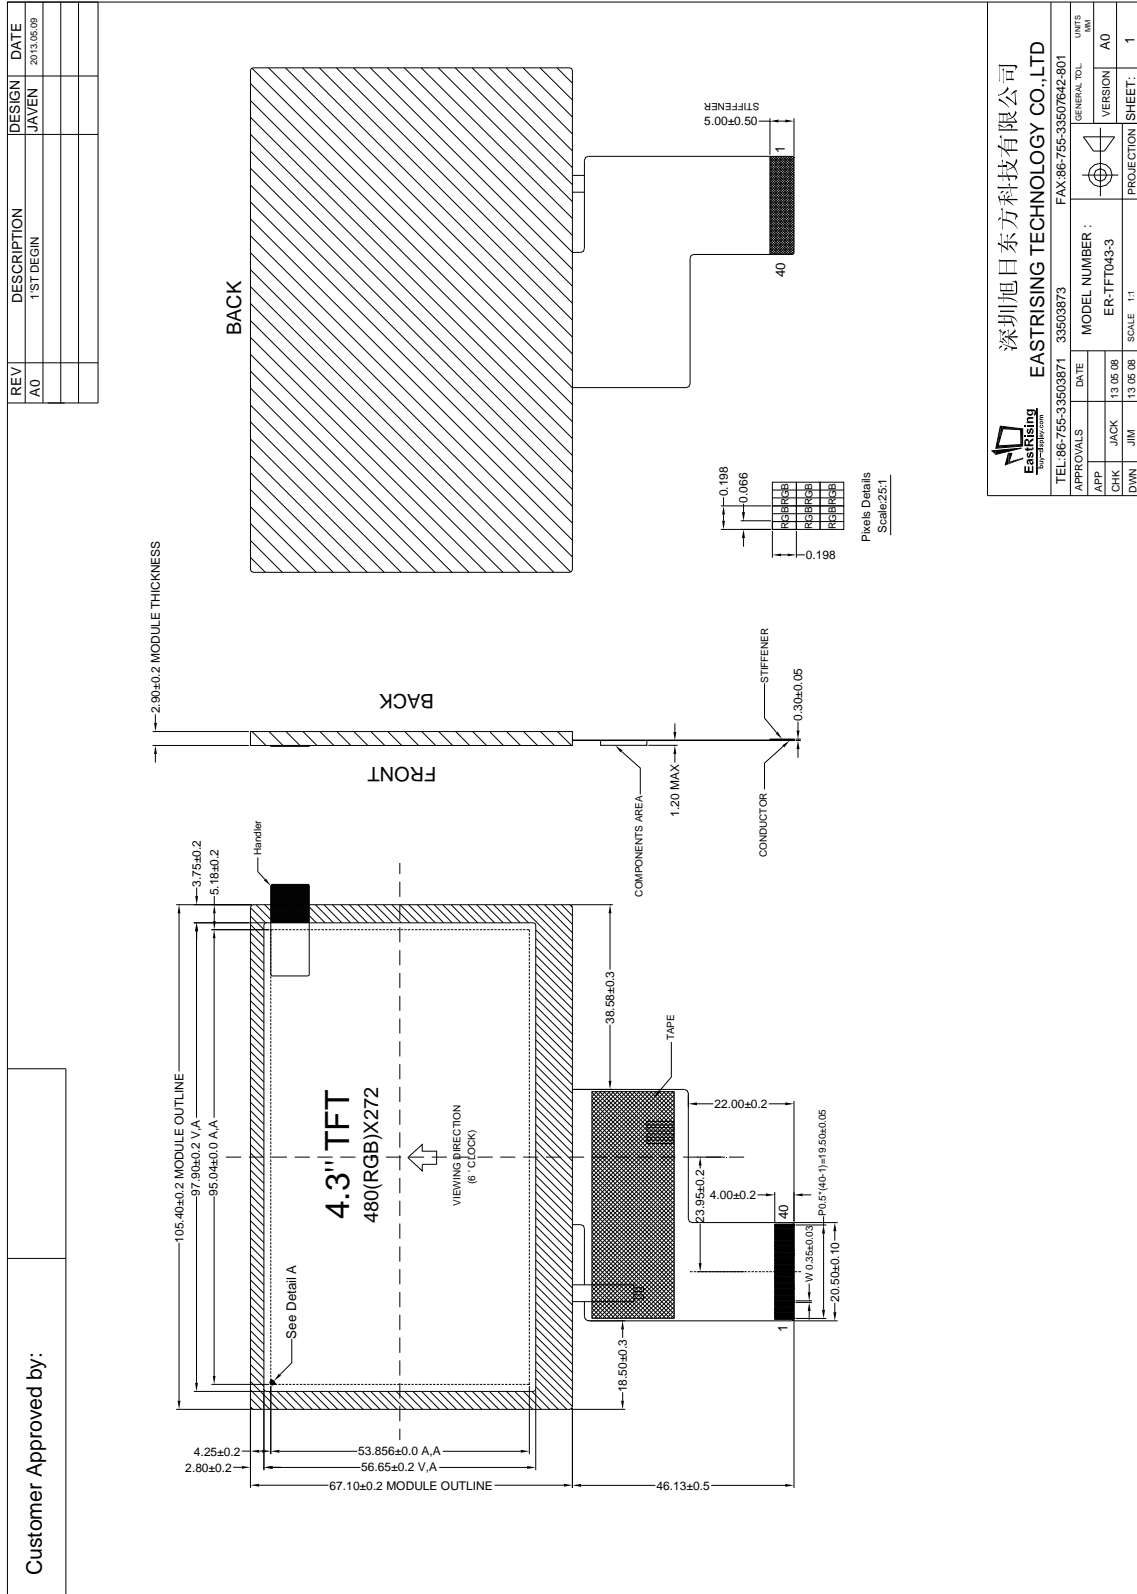 Customer Approved by:
REV DESCRIPTION DESIGN DATE
A0 1'ST DEGIN JAVEN 2013.05.09
105.40±0.2 MODULE OUTLINE
97.90±0.2 V,A
95.04±0.0 A,A
3.75±0.2
5.18±0.2
Handler
See Detail A
4.3" TFT
480(RGB)X272
VIEWING DIRECTION
(6 ' CLOCK)
4.25±0.2
2.80±0.2
53.856±0.0 A,A
56.65±0.2 V,A
67.10±0.2 MODULE OUTLINE
46.13±0.5
18.50±0.3
38.58±0.3
TAPE
22.00±0.2
23.95±0.2
4.00±0.2
1
40
W 0.35±0.03
P0.5*(40-1)=19.50±0.05
20.50±0.10
2.90±0.2 MODULE THICKNESS
FRONT
BACK
COMPONENTS AREA
1.20 MAX
CONDUCTOR
STIFFENER
0.30±0.05
BACK
STIFFENER
5.00±0.50
40
1
0.198
0.066
RGBRGB
RGBRGB
RGBRGB
0.198
Pixels Details
Scale:25:1
EastRising
buy-display.com
深圳旭日东方科技有限公司
EASTRISING TECHNOLOGY CO.,LTD
TEL:86-755-33503871 33503873 FAX:86-755-33507642-801
APPROVALS DATE
APP
CHK JACK 13 05 08
DWN JIM 13 05 08
MODEL NUMBER :
ER-TFT043-3
SCALE 1:1
PROJECTION
GENERAL TOL. UNITS
MM
VERSION A0
SHEET: 1